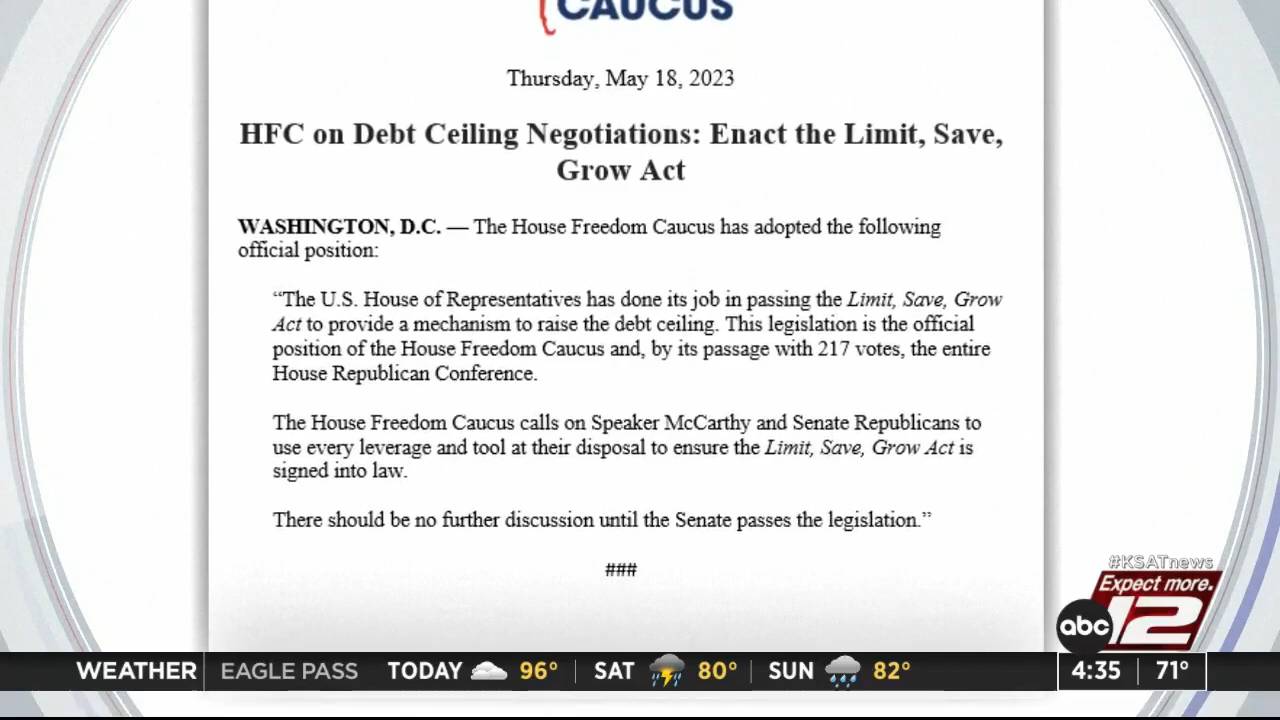 CAUCUS
Thursday, May 18, 2023
HFC on Debt Ceiling Negotiations: Enact the Limit, Save,
Grow Act
WASHINGTON, D.C. — The House Freedom Caucus has adopted the following
official position:
“The U.S. House of Representatives has done its job in passing the Limit, Save, Grow
Act to provide a mechanism to raise the debt ceiling. This legislation is the official
position of the House Freedom Caucus and, by its passage with 217 votes, the entire
House Republican Conference.
The House Freedom Caucus calls on Speaker McCarthy and Senate Republicans to
use every leverage and tool at their disposal to ensure the Limit, Save, Grow Act is
signed into law.
There should be no further discussion until the Senate passes the legislation.”
###
#KSATnews
Expect more.
abc 12
WEATHER EAGLE PASS TODAY 96° SAT 80° SUN 82° 4:35 71°